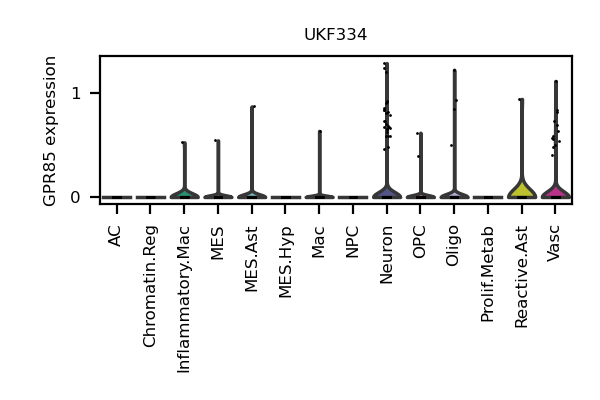 UKF334
GPR85 expression
1
0
AC
Chromatin.Reg
Inflammatory.Mac
MES
MES.Ast
MES.Hyp
Mac
NPC
Neuron
OPC
Oligo
Prolif.Metab
Reactive.Ast
Vasc